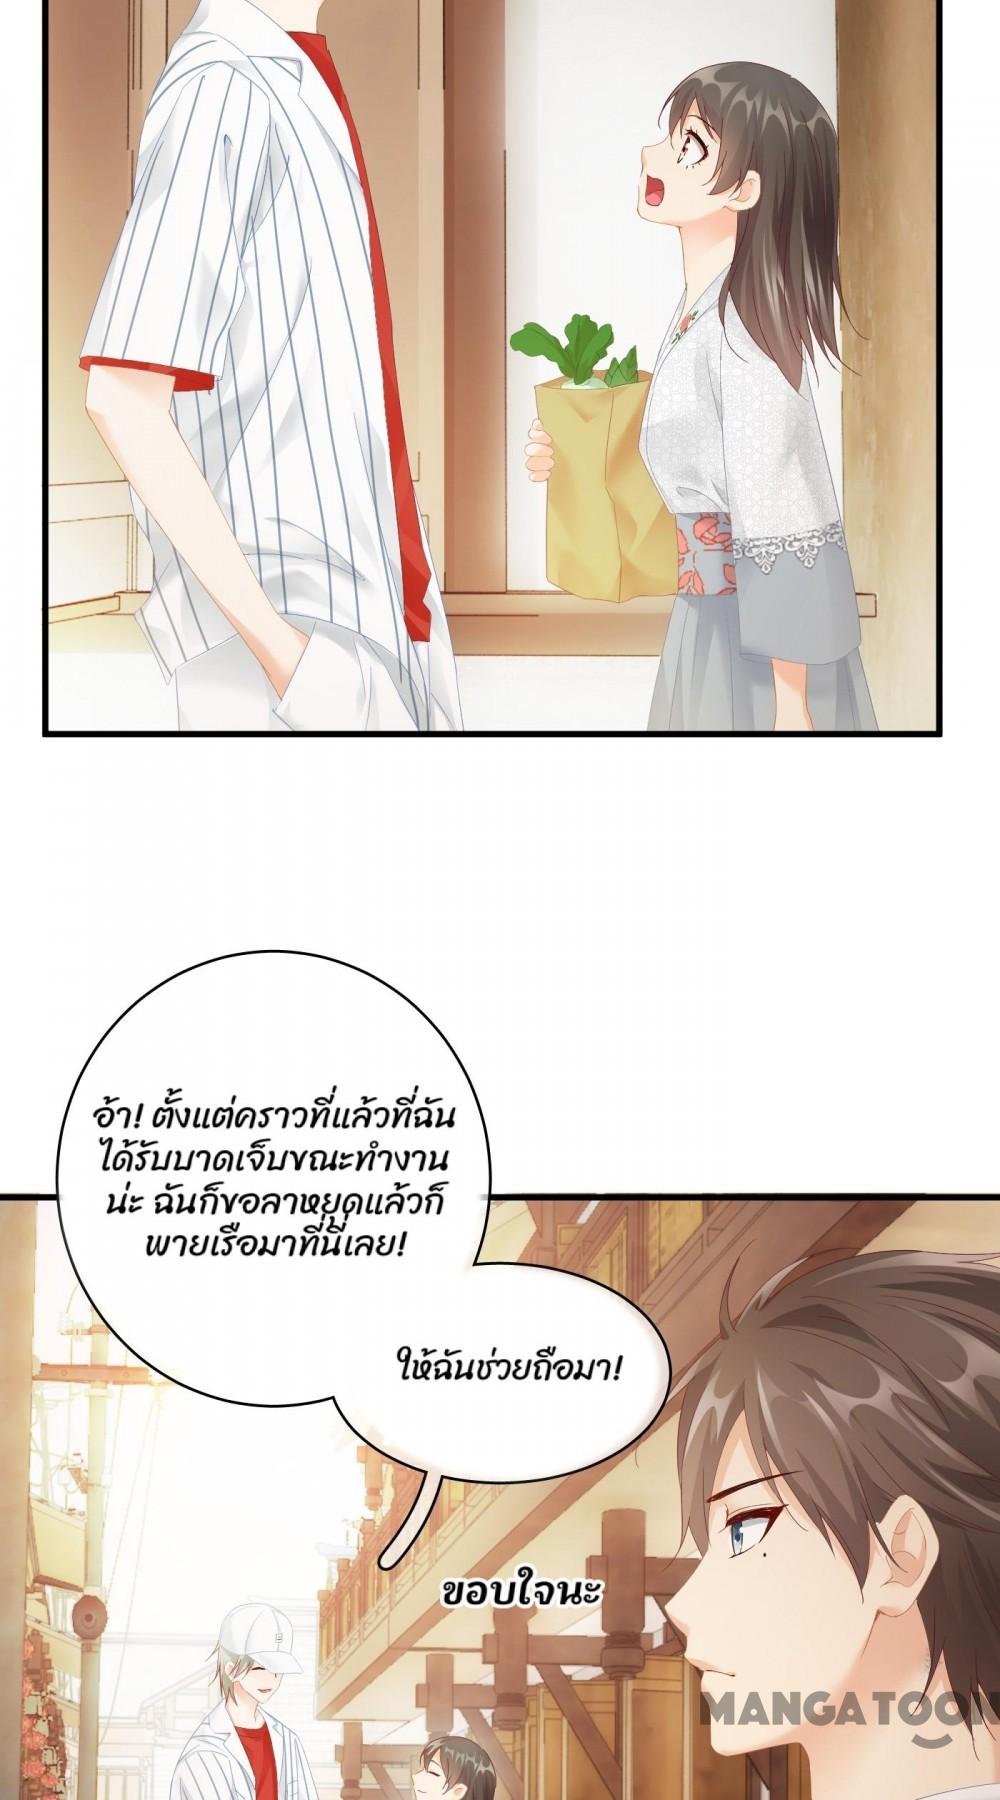 อ้า! ตั้งแต่คราวที่แล้วที่ฉัน
ได้รับบาดเจ็บขณะทำงาน
น่ะ ฉันก็ขอลาหยุดแล้วก็
พายเรือมาที่นี่เลย!
ให้ฉันช่วยถือมา!
ขอบใจนะ
MANGATOON